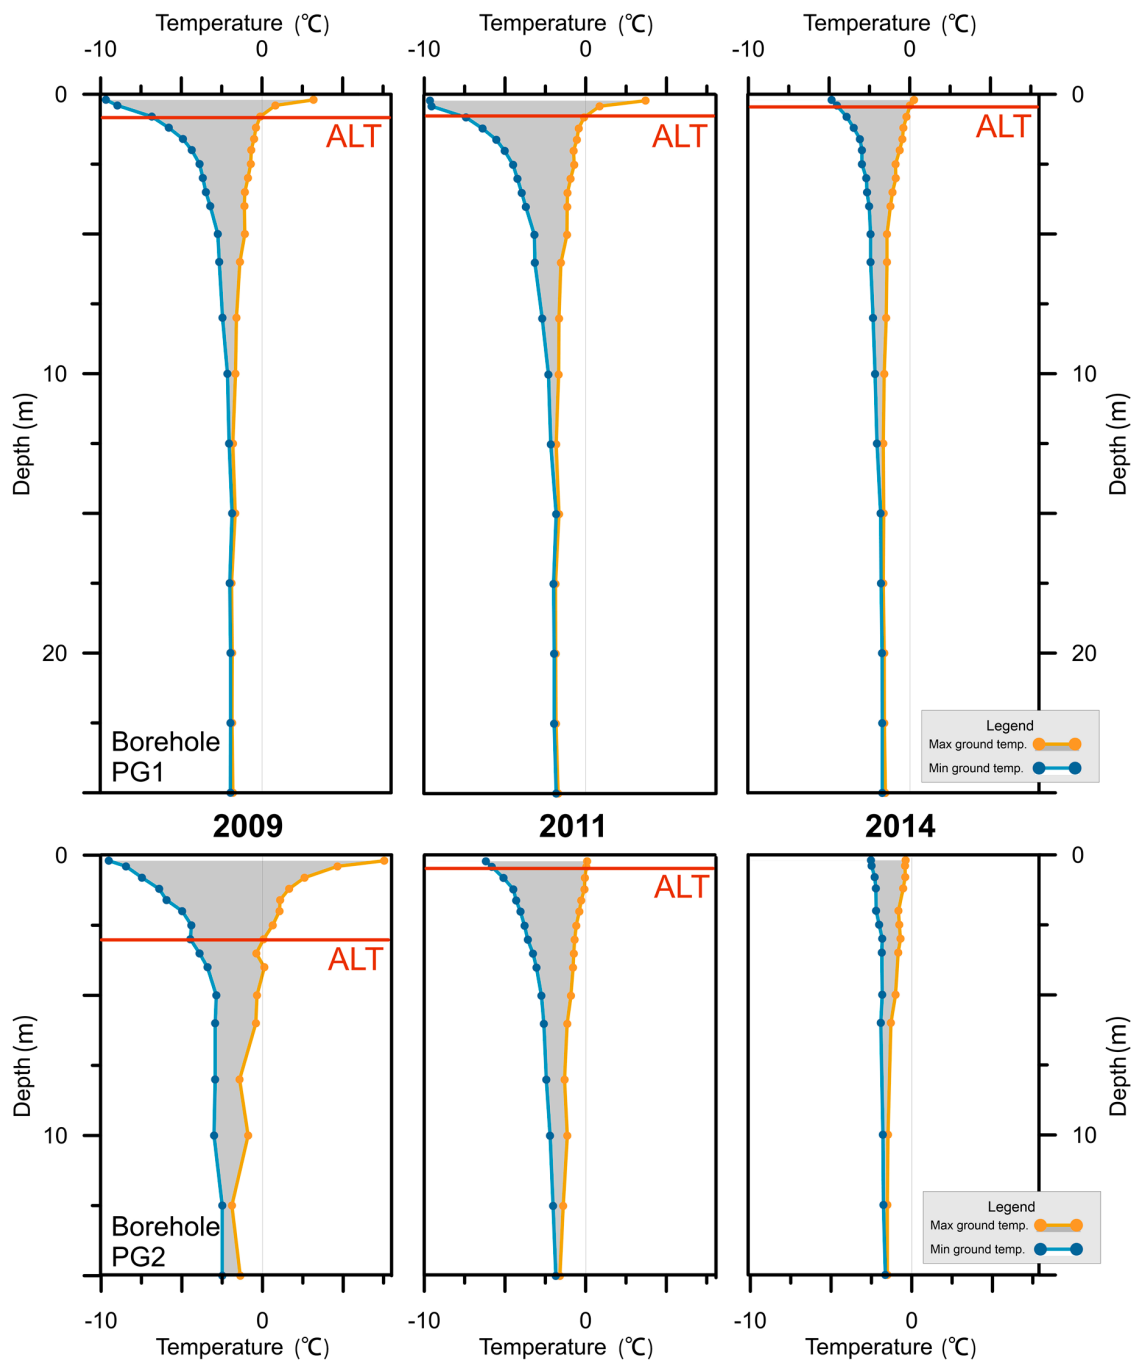 Temperature (℃)
Temperature (℃)
Temperature (℃)
-10 0
-10 0
-10 0
0
0
ALT
ALT
ALT
10
10
Depth (m)
Depth (m)
20
20
Borehole
PG1
Legend
Max ground temp.
Min ground temp.
2009
2011
2014
0
0
ALT
ALT
Depth (m)
Depth (m)
10
10
Borehole
PG2
Legend
Max ground temp.
Min ground temp.
-10 0
-10 0
-10 0
Temperature (℃)
Temperature (℃)
Temperature (℃)